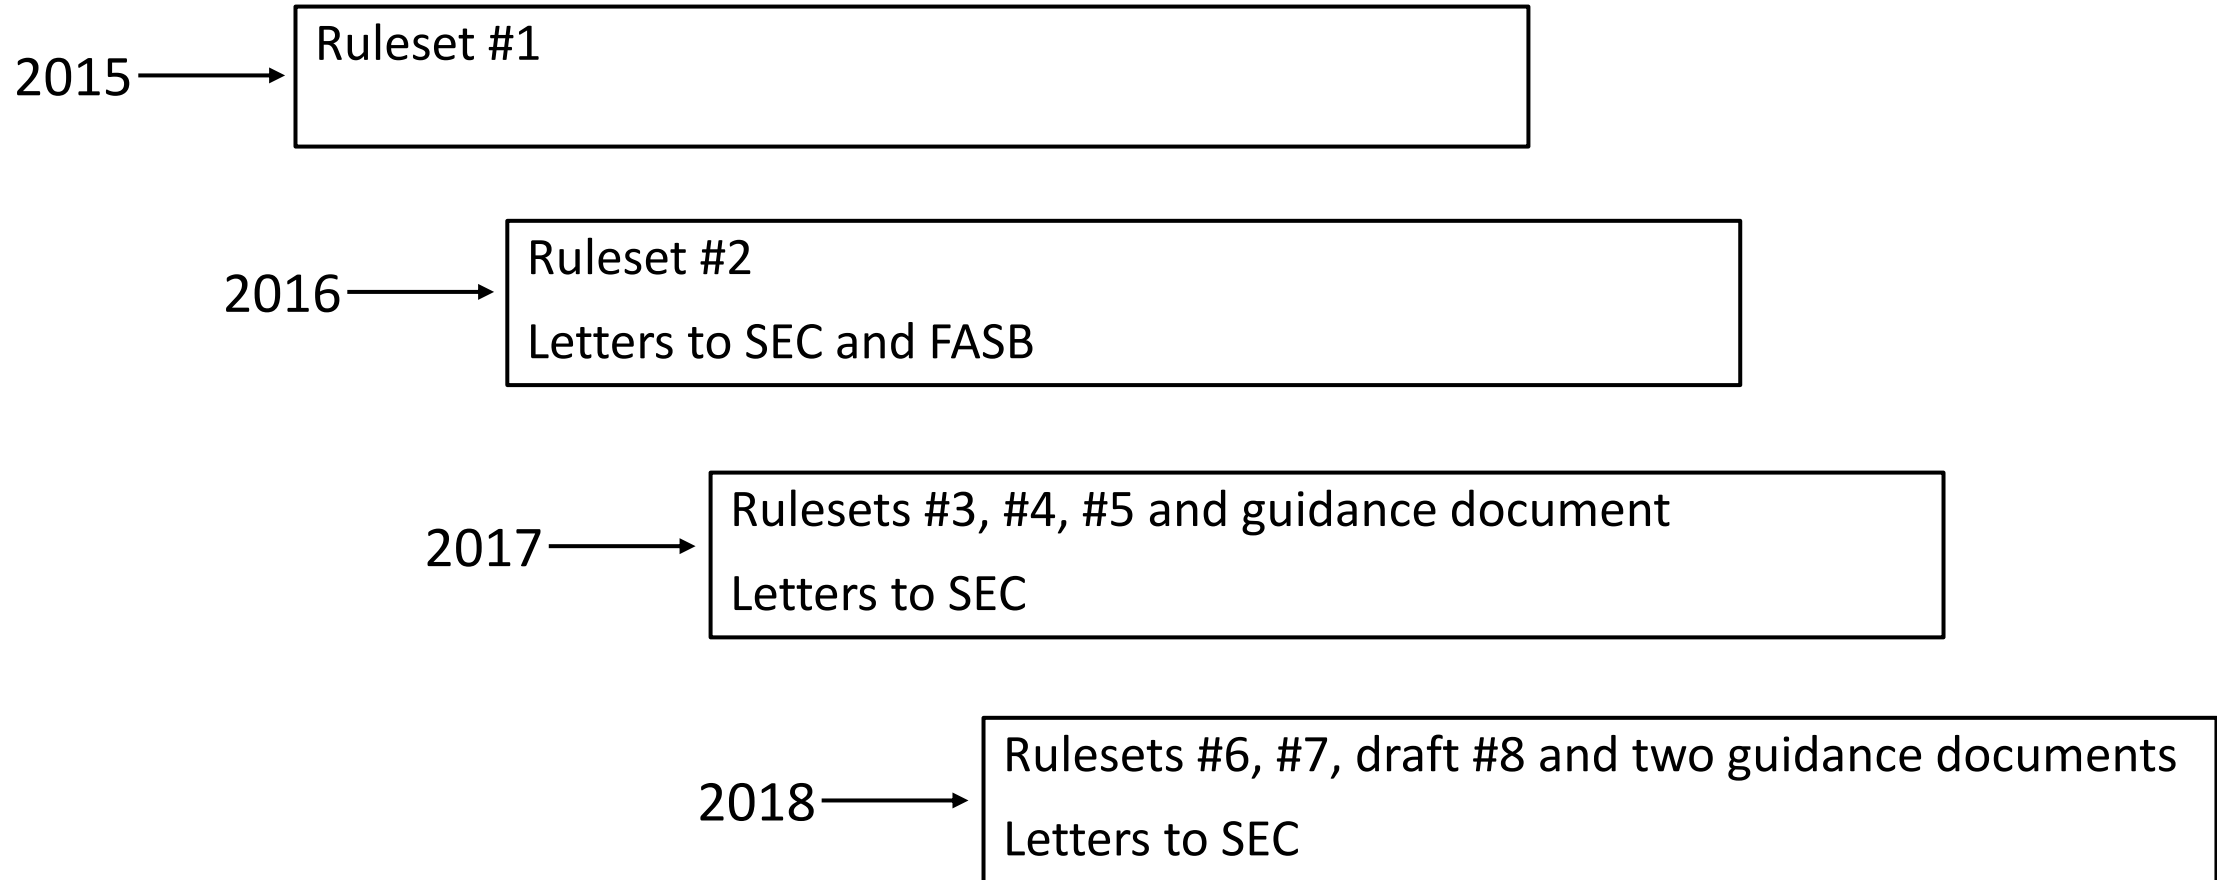 2015
Ruleset #1
2016
Ruleset #2
Letters to SEC and FASB
2017
Rulesets #3, #4, #5 and guidance document
Letters to SEC
2018
Rulesets #6, #7, draft #8 and two guidance documents
Letters to SEC